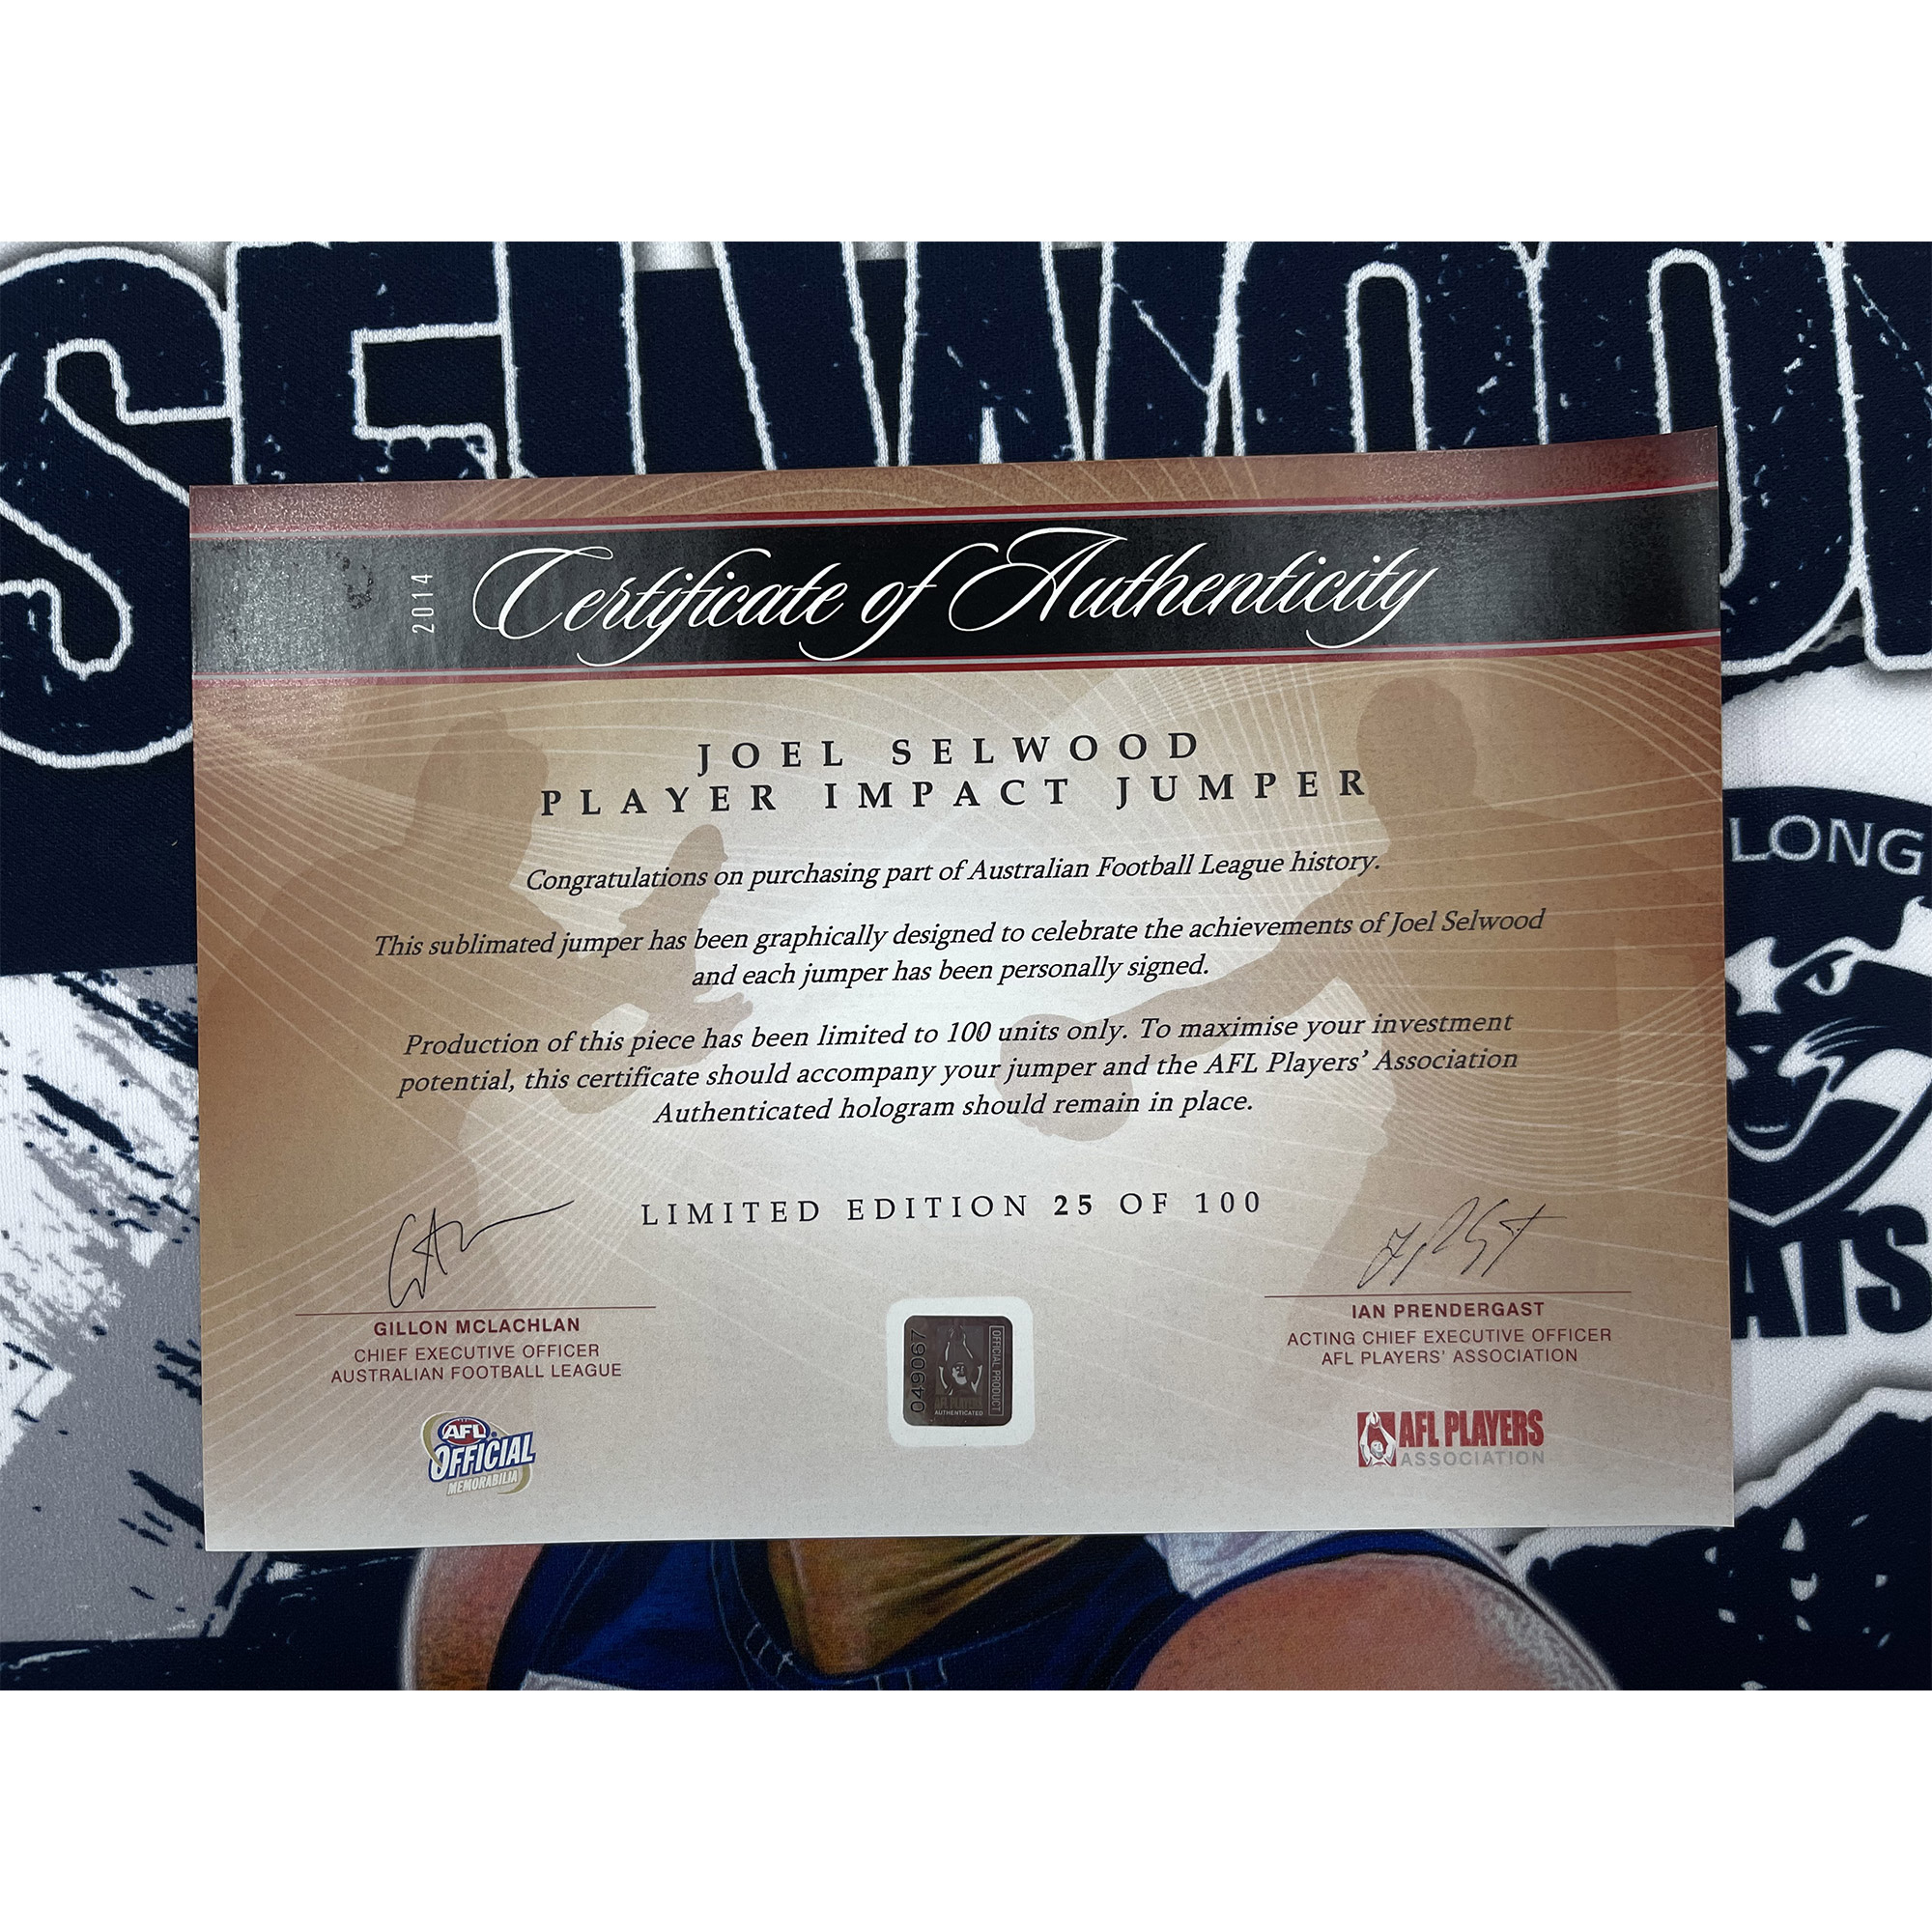 SELWOOD
2014
Certificate of Authenticity
JOEL SELWOOD
PLAYER IMPACT JUMPER
Congratulations on purchasing part of Australian Football League history.
This sublimated jumper has been graphically designed to celebrate the achievements of Joel Selwood
and each jumper has been personally signed.
Production of this piece has been limited to 100 units only. To maximise your investment
potential, this certificate should accompany your jumper and the AFL Players' Association
Authenticated hologram should remain in place.
LIMITED EDITION 25 OF 100
GILLON MCLACHLAN
CHIEF EXECUTIVE OFFICER
AUSTRALIAN FOOTBALL LEAGUE
AFL
OFFICIAL
MEMORABILIA
049067
AFL PLAYERS
AUTHENTICATED
OFFICIAL PRODUCT
IAN PRENDERGAST
ACTING CHIEF EXECUTIVE OFFICER
AFL PLAYERS' ASSOCIATION
AFL PLAYERS
ASSOCIATION
LONG
ATS